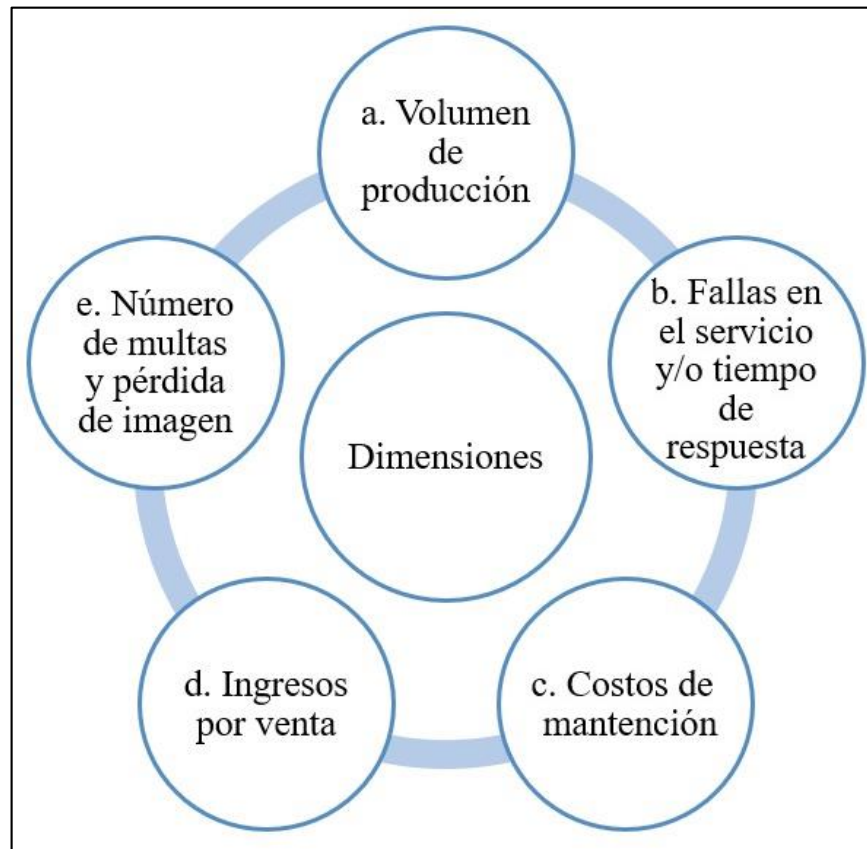 a. Volumen
de
producción
b. Fallas en
el servicio
y/o tiempo
de
respuesta
c. Costos de
mantención
d. Ingresos
por venta
e. Número
de multas
y pérdida
de imagen
Dimensiones